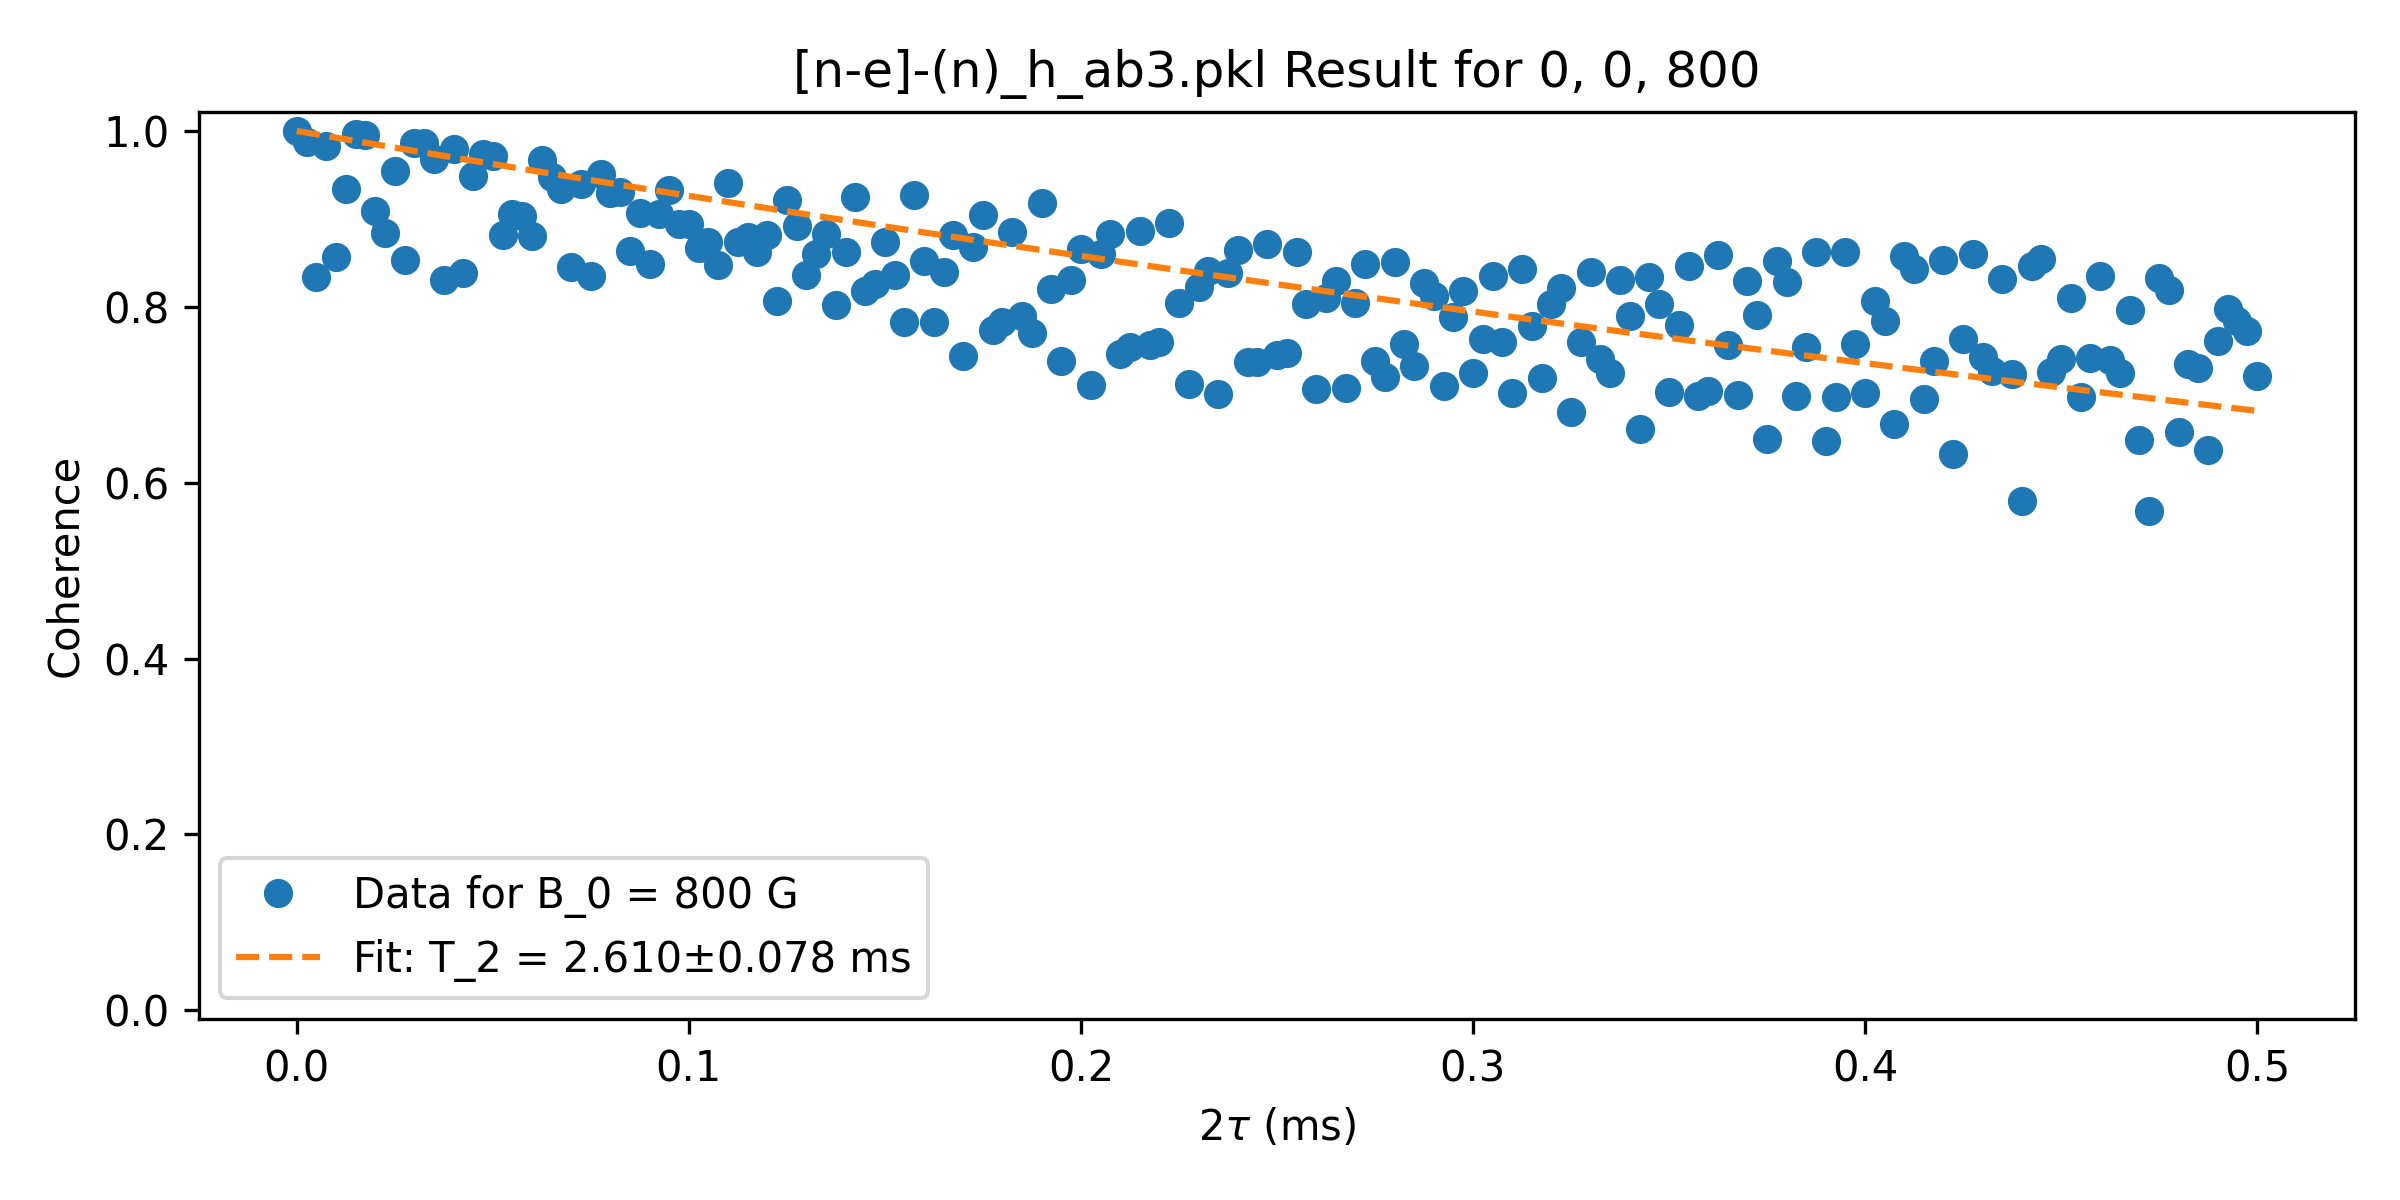 [n-e]-(n)_h_ab3.pkl Result for 0, 0, 800
1.0
0.8
0.6
0.4
0.2
0.0
Coherence
Data for B_0 = 800 G
Fit: T_2 = 2.610±0.078 ms
0.0 0.1 0.2 0.3 0.4 0.5
2τ (ms)